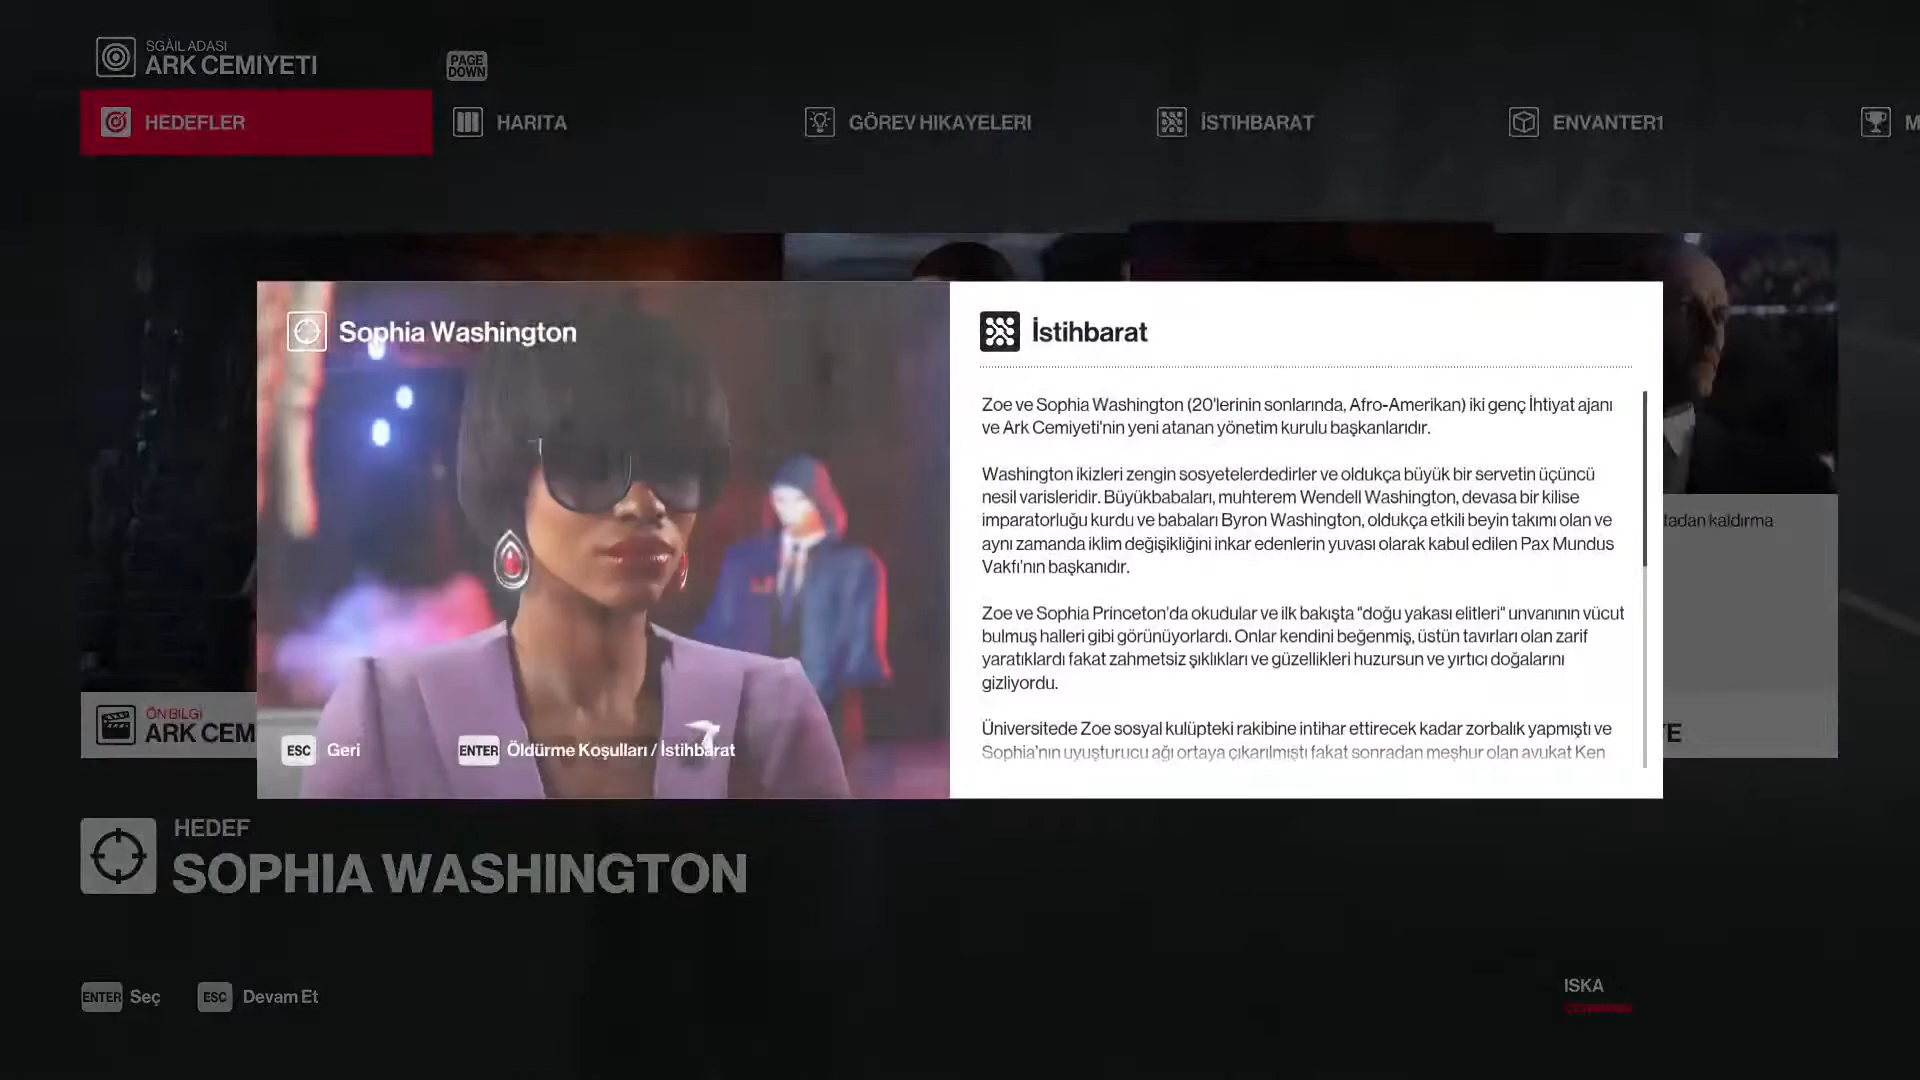 SGÀIL ADASI
ARK CEMIYETI
PAGE DOWN
HEDEFLER
HARITA
GÖREV HIKAYELERI
İSTIHBARAT
ENVANTER1
M
Sophia Washington
İstihbarat
Zoe ve Sophia Washington (20'lerinin sonlarında, Afro-Amerikan) iki genç İhtiyat ajanı
ve Ark Cemiyeti'nin yeni atanan yönetim kurulu başkanlarıdır.
Washington ikizleri zengin sosyetelerdedirler ve oldukça büyük bir servetin üçüncü
nesil varisleridir. Büyükbabaları, muhterem Wendell Washington, devasa bir kilise
imparatorluğu kurdu ve babaları Byron Washington, oldukça etkili beyin takımı olan ve
aynı zamanda iklim değişikliğini inkar edenlerin yuvası olarak kabul edilen Pax Mundus
Vakfı'nın başkanıdır.
Zoe ve Sophia Princeton'da okudular ve ilk bakışta "doğu yakası elitleri" unvanının vücut
bulmuş halleri gibi görünüyorlardı. Onlar kendini beğenmiş, üstün tavırları olan zarif
yaratıklardı fakat zahmetsiz şıklıkları ve güzellikleri huzursun ve yırtıcı doğalarını
gizliyordu.
Üniversitede Zoe sosyal kulüpteki rakibine intihar ettirecek kadar zorbalık yapmıştı ve
Sophia'nın uyuşturucu ağı ortaya çıkarılmıştı fakat sonradan meşhur olan avukat Ken
tadan kaldırma
ÖN BILGI
ARK CEM
E
ESC Geri
ENTER Öldürme Koşulları / İstihbarat
HEDEF
SOPHIA WASHINGTON
ENTER Seç
ESC Devam Et
ISKA